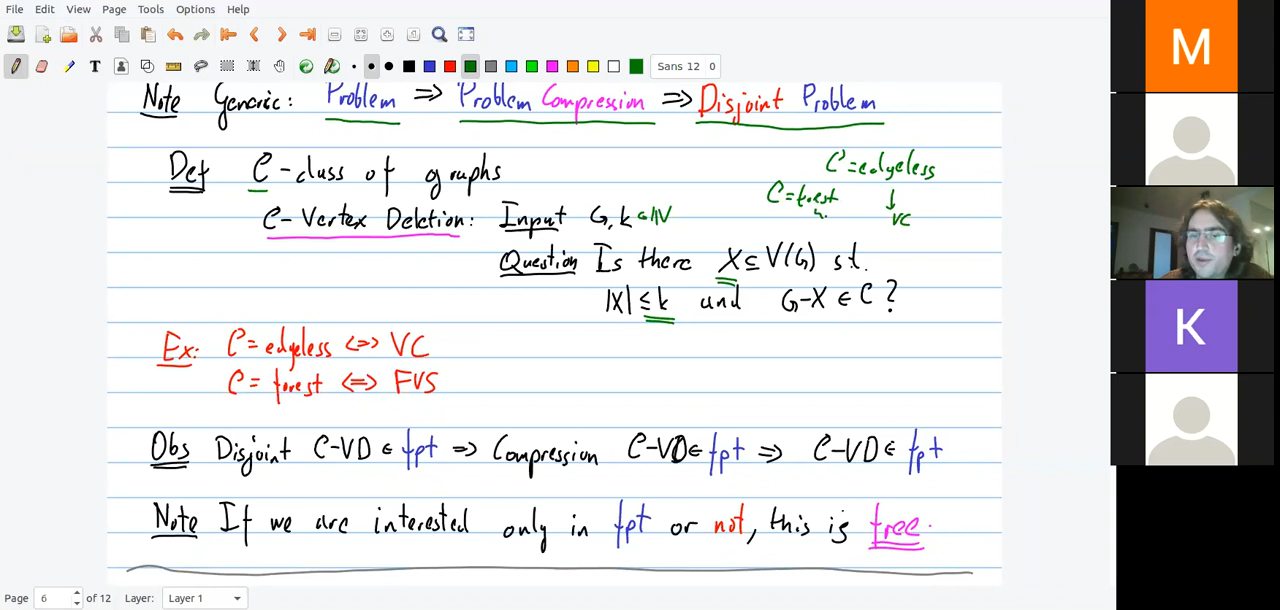 File Edit View Page Tools Options Help
Sans 12 0
Note Generic: Problem ⇒ Problem Compression ⇒ Disjoint Problem
Def C-class of graphs
C=edgeless
C=forest
↓
VC
C-Vertex Deletion: Input G, k ∈ ℕ
Question Is there X ⊆ V(G) s.t.
|X| ≤ k and G-X ∈ C ?
Ex: C = edgeless ⇔ VC
C = forest ⇔ FVS
Obs Disjoint C-VD ∈ fpt ⇒ Compression C-VD ∈ fpt ⇒ C-VD ∈ fpt
Note If we are interested only in fpt or not, this is free.
Page 6 of 12 Layer: Layer 1
M
K